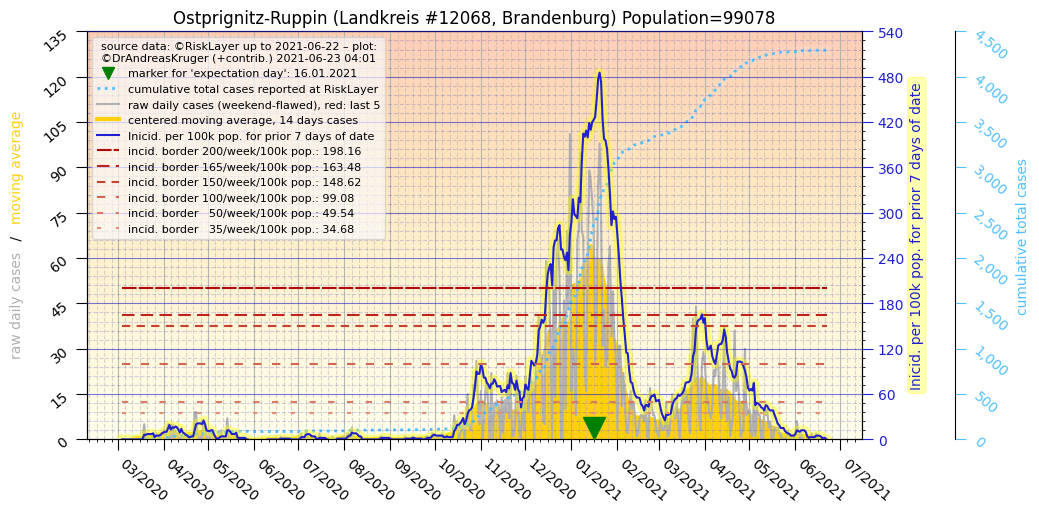 Ostprignitz-Ruppin (Landkreis #12068, Brandenburg) Population=99078
source data: ©RiskLayer up to 2021-06-22 – plot:
©DrAndreasKruger (+contrib.) 2021-06-23 04:01
marker for 'expectation day': 16.01.2021
cumulative total cases reported at RiskLayer
raw daily cases (weekend-flawed), red: last 5
centered moving average, 14 days cases
Inicid. per 100k pop. for prior 7 days of date
incid. border 200/week/100k pop.: 198.16
incid. border 165/week/100k pop.: 163.48
incid. border 150/week/100k pop.: 148.62
incid. border 100/week/100k pop.: 99.08
incid. border   50/week/100k pop.: 49.54
incid. border   35/week/100k pop.: 34.68
raw daily cases / moving average
135
120
105
90
75
60
45
30
15
0
03/2020
04/2020
05/2020
06/2020
07/2020
08/2020
09/2020
10/2020
11/2020
12/2020
01/2021
02/2021
03/2021
04/2021
05/2021
06/2021
07/2021
540
480
420
360
300
240
180
120
60
0
Inicid. per 100k pop. for prior 7 days of date
4,500
4,000
3,500
3,000
2,500
2,000
1,500
1,000
500
0
cumulative total cases